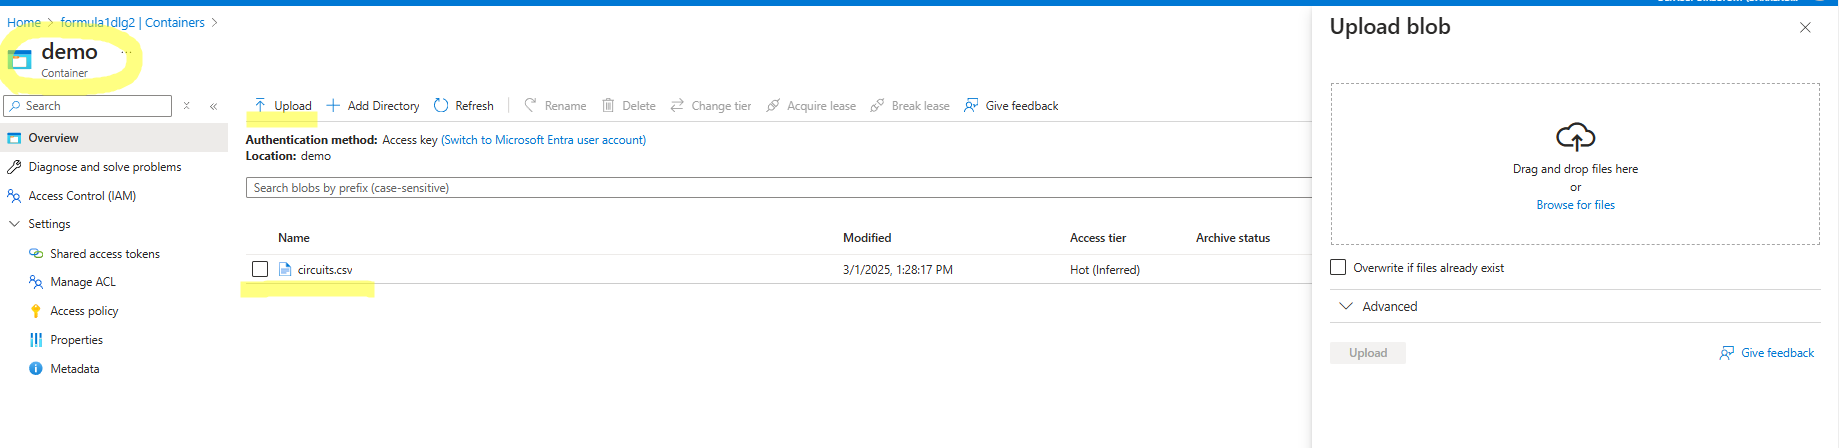 Home > formula1dlg2 | Containers >
demo ...
Container
Search
Overview
Diagnose and solve problems
Access Control (IAM)
Settings
Shared access tokens
Manage ACL
Access policy
Properties
Metadata
Upload Add Directory Refresh Rename Delete Change tier Acquire lease Break lease Give feedback
Authentication method: Access key (Switch to Microsoft Entra user account)
Location: demo
Search blobs by prefix (case-sensitive)
Name Modified Access tier Archive status
circuits.csv 3/1/2025, 1:28:17 PM Hot (Inferred)
Upload blob
Drag and drop files here
or
Browse for files
Overwrite if files already exist
Advanced
Upload Give feedback